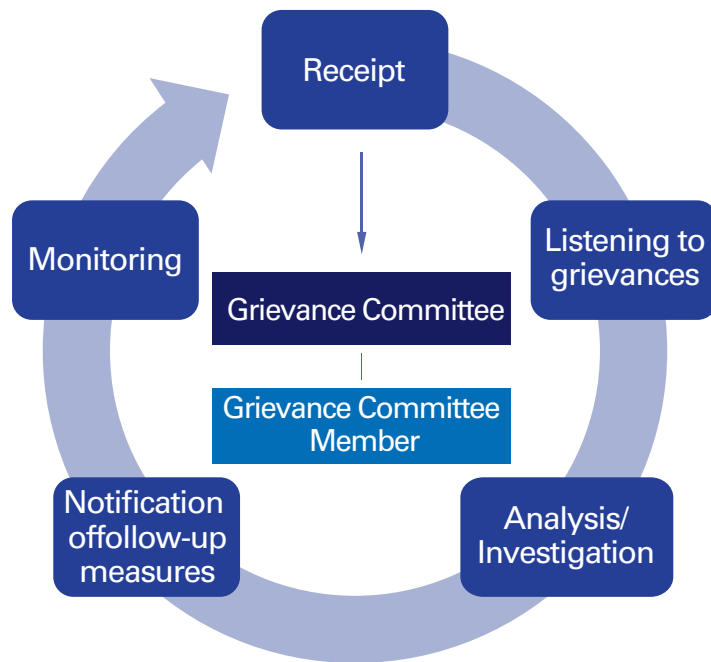 Receipt
Listening to
grievances
Analysis/
Investigation
Notification
offollow-up
measures
Monitoring
Grievance Committee
Grievance Committee
Member